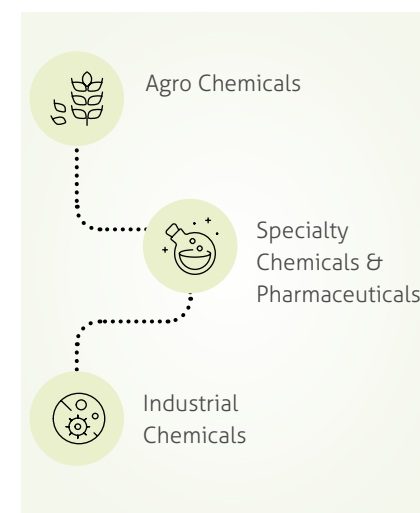 Agro Chemicals
Specialty
Chemicals &
Pharmaceuticals
Industrial
Chemicals